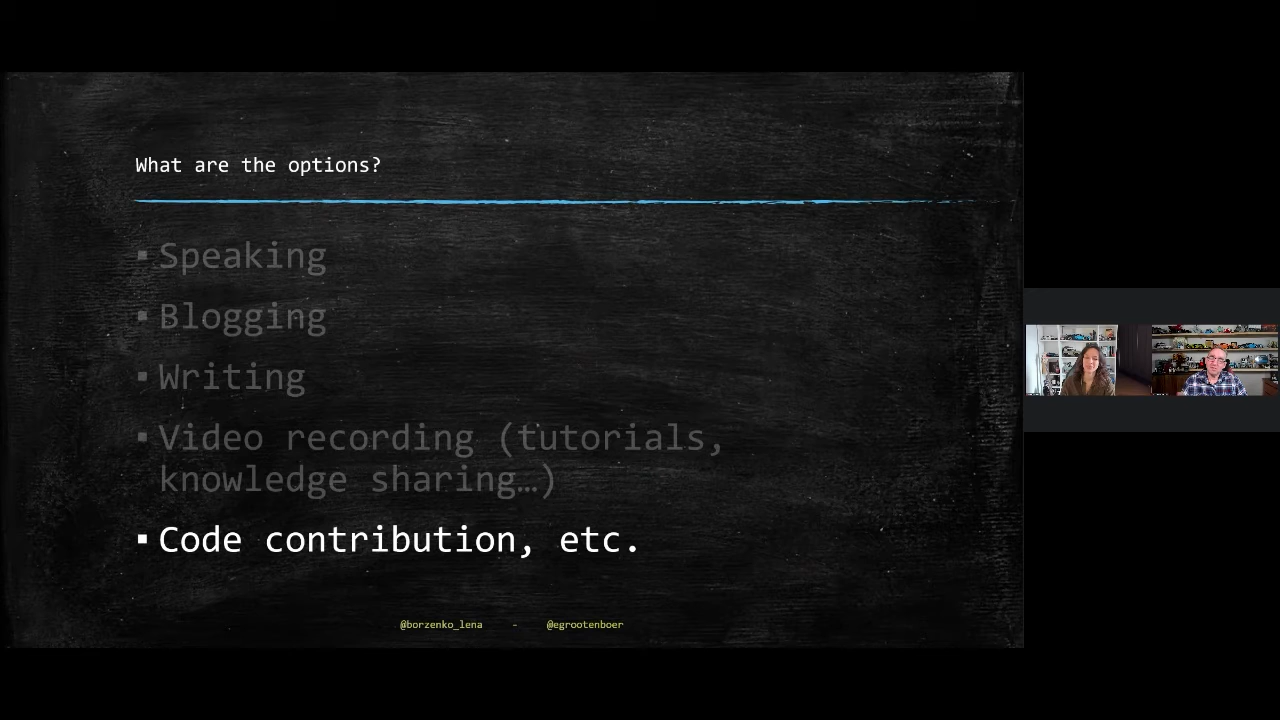 What are the options?
▪ Speaking
▪ Blogging
▪ Writing
▪ Video recording (tutorials,
knowledge sharing…)
▪ Code contribution, etc.
@borzenko_lena - @egrootenboer